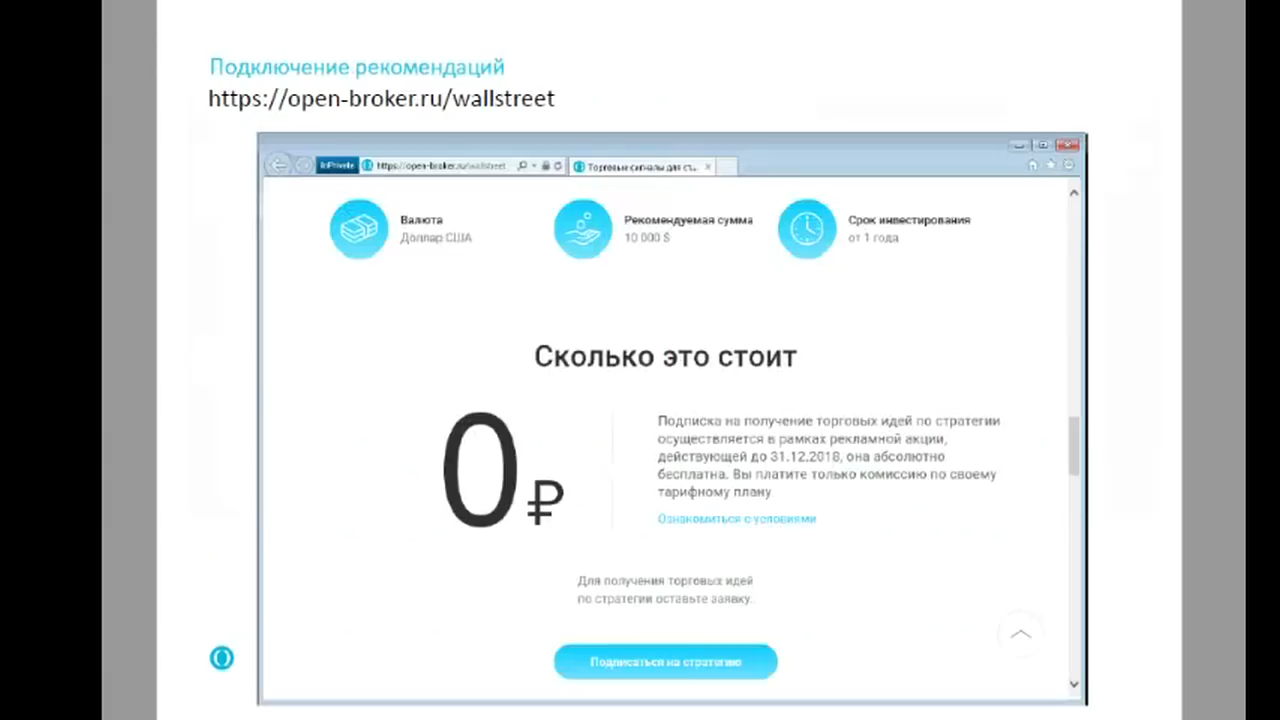 Подключение рекомендаций
https://open-broker.ru/wallstreet
InPrivate
https://open-broker.ru/wallstreet
Торговые сигналы для ст...
Валюта
Доллар США
Рекомендуемая сумма
10 000 $
Срок инвестирования
от 1 года
Сколько это стоит
0 ₽
Подписка на получение торговых идей по стратегии
осуществляется в рамках рекламной акции,
действующей до 31.12.2018, она абсолютно
бесплатна. Вы платите только комиссию по своему
тарифному плану
Ознакомиться с условиями
Для получения торговых идей
по стратегии оставьте заявку.
Подписаться на стратегию